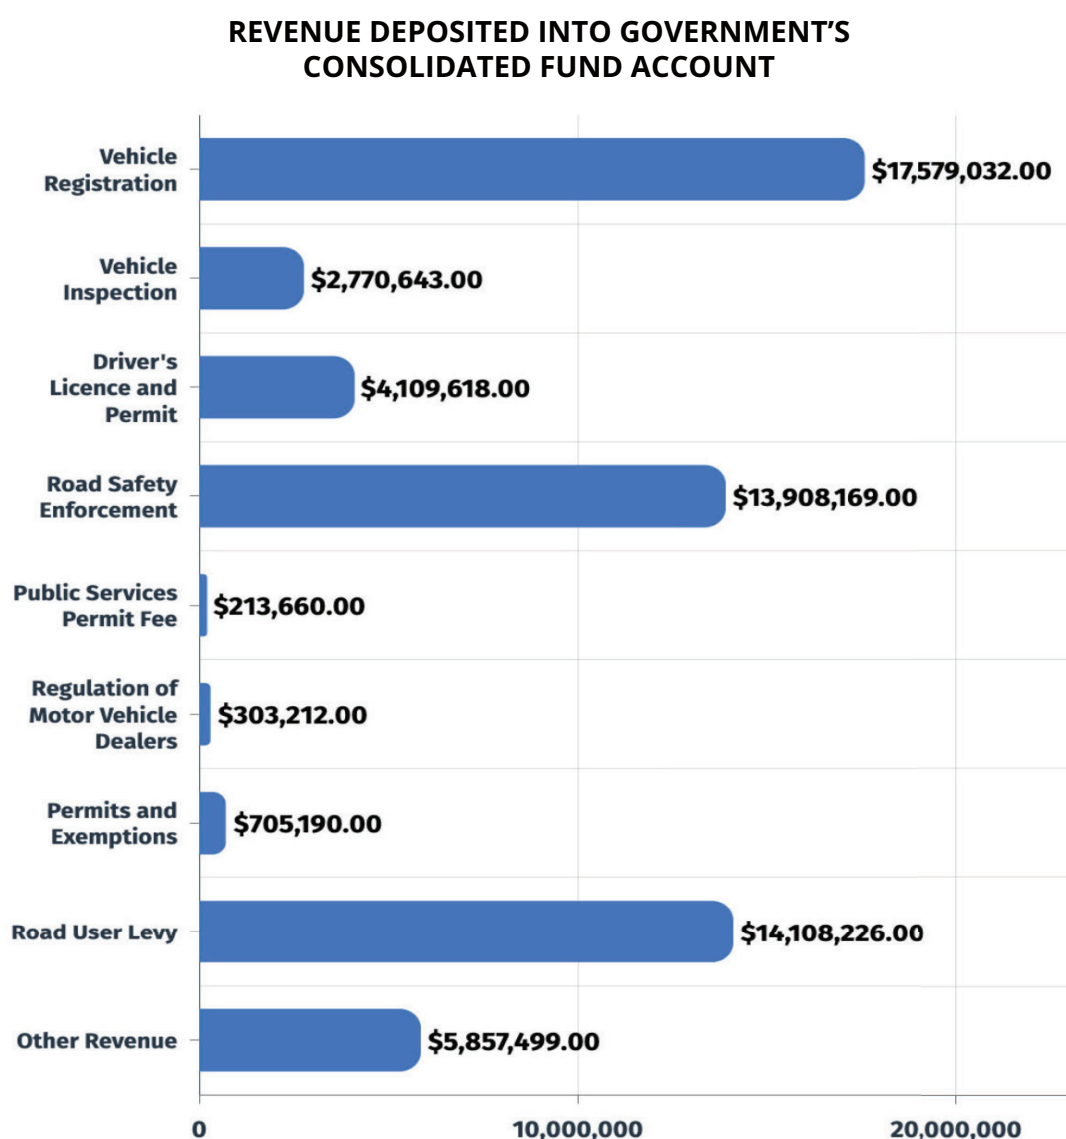 REVENUE DEPOSITED INTO GOVERNMENT’S
CONSOLIDATED FUND ACCOUNT
Vehicle
Registration
$17,579,032.00
Vehicle
Inspection
$2,770,643.00
Driver's
Licence and
Permit
$4,109,618.00
Road Safety
Enforcement
$13,908,169.00
Public Services
Permit Fee
$213,660.00
Regulation of
Motor Vehicle
Dealers
$303,212.00
Permits and
Exemptions
$705,190.00
Road User Levy
$14,108,226.00
Other Revenue
$5,857,499.00
0
10,000,000
20,000,000